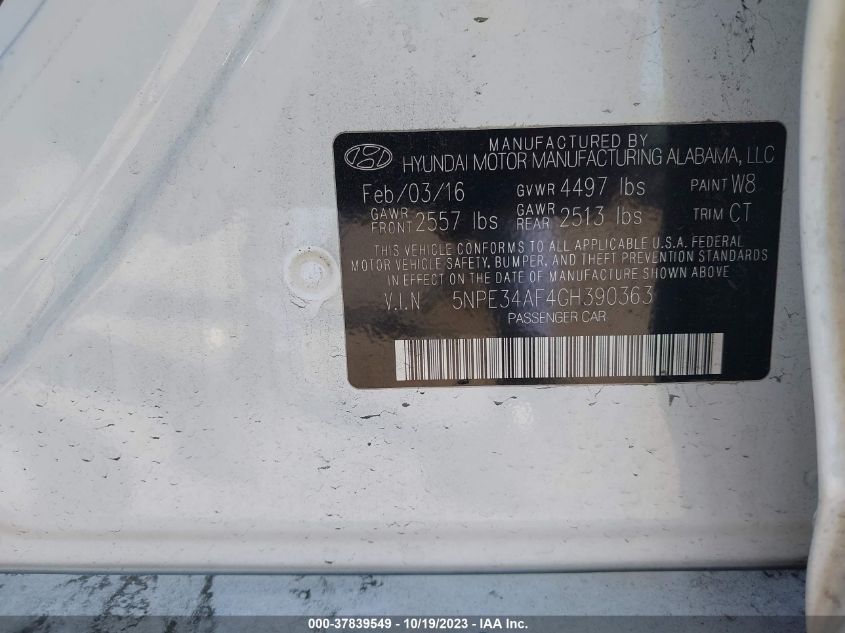 MANUFACTURED BY
HYUNDAI MOTOR MANUFACTURING ALABAMA, LLC
Feb/03/16 GVWR 4497 lbs PAINT W8
GAWR FRONT 2557 lbs GAWR REAR 2513 lbs TRIM CT
THIS VEHICLE CONFORMS TO ALL APPLICABLE U.S.A. FEDERAL
MOTOR VEHICLE SAFETY, BUMPER, AND THEFT PREVENTION STANDARDS
IN EFFECT ON THE DATE OF MANUFACTURE SHOWN ABOVE
V.I.N 5NPE34AF4GH390363
PASSENGER CAR
000-37839549 - 10/19/2023 - IAA Inc.